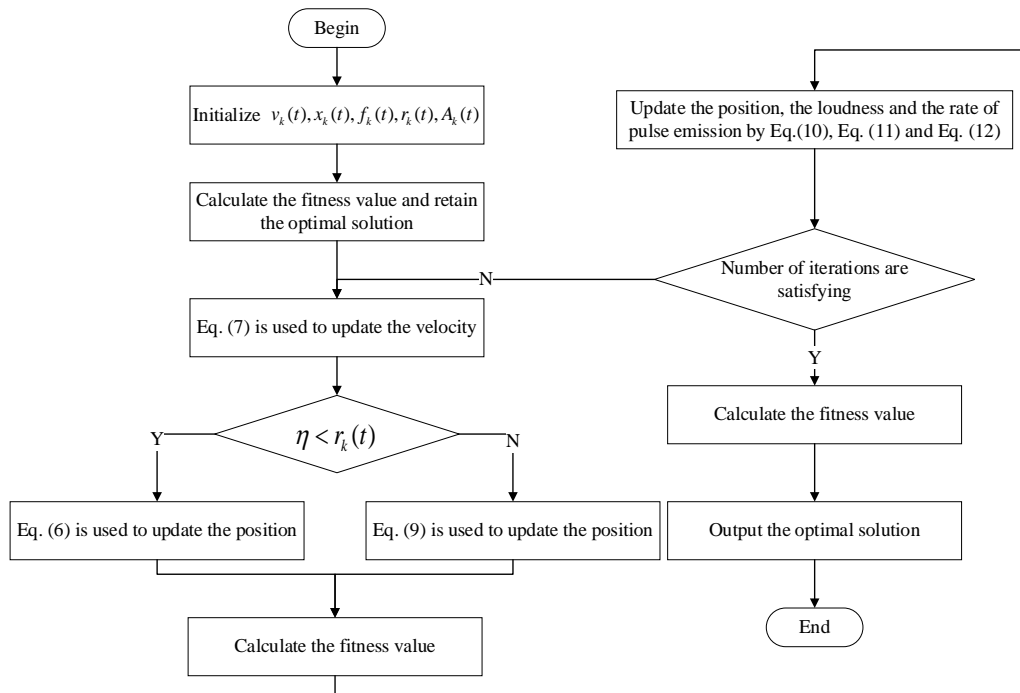 Begin
Initialize v_k(t), x_k(t), f_k(t), r_k(t), A_k(t)
Calculate the fitness value and retain
the optimal solution
Eq. (7) is used to update the velocity
η < r_k(t)
Y
N
Eq. (6) is used to update the position
Eq. (9) is used to update the position
Calculate the fitness value
Update the position, the loudness and the rate of
pulse emission by Eq.(10), Eq. (11) and Eq. (12)
Number of iterations are
satisfying
N
Y
Calculate the fitness value
Output the optimal solution
End